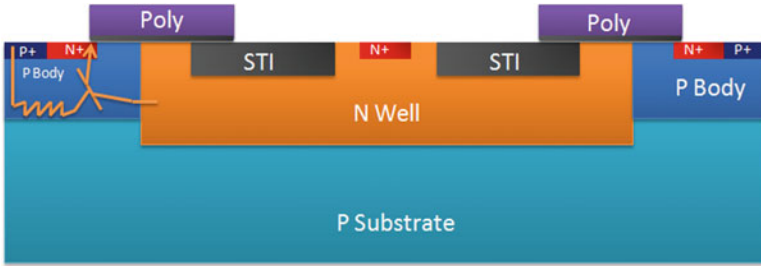 Poly
Poly
P+ N+ STI N+ STI N+ P+
P Body
P Body
N Well
P Substrate